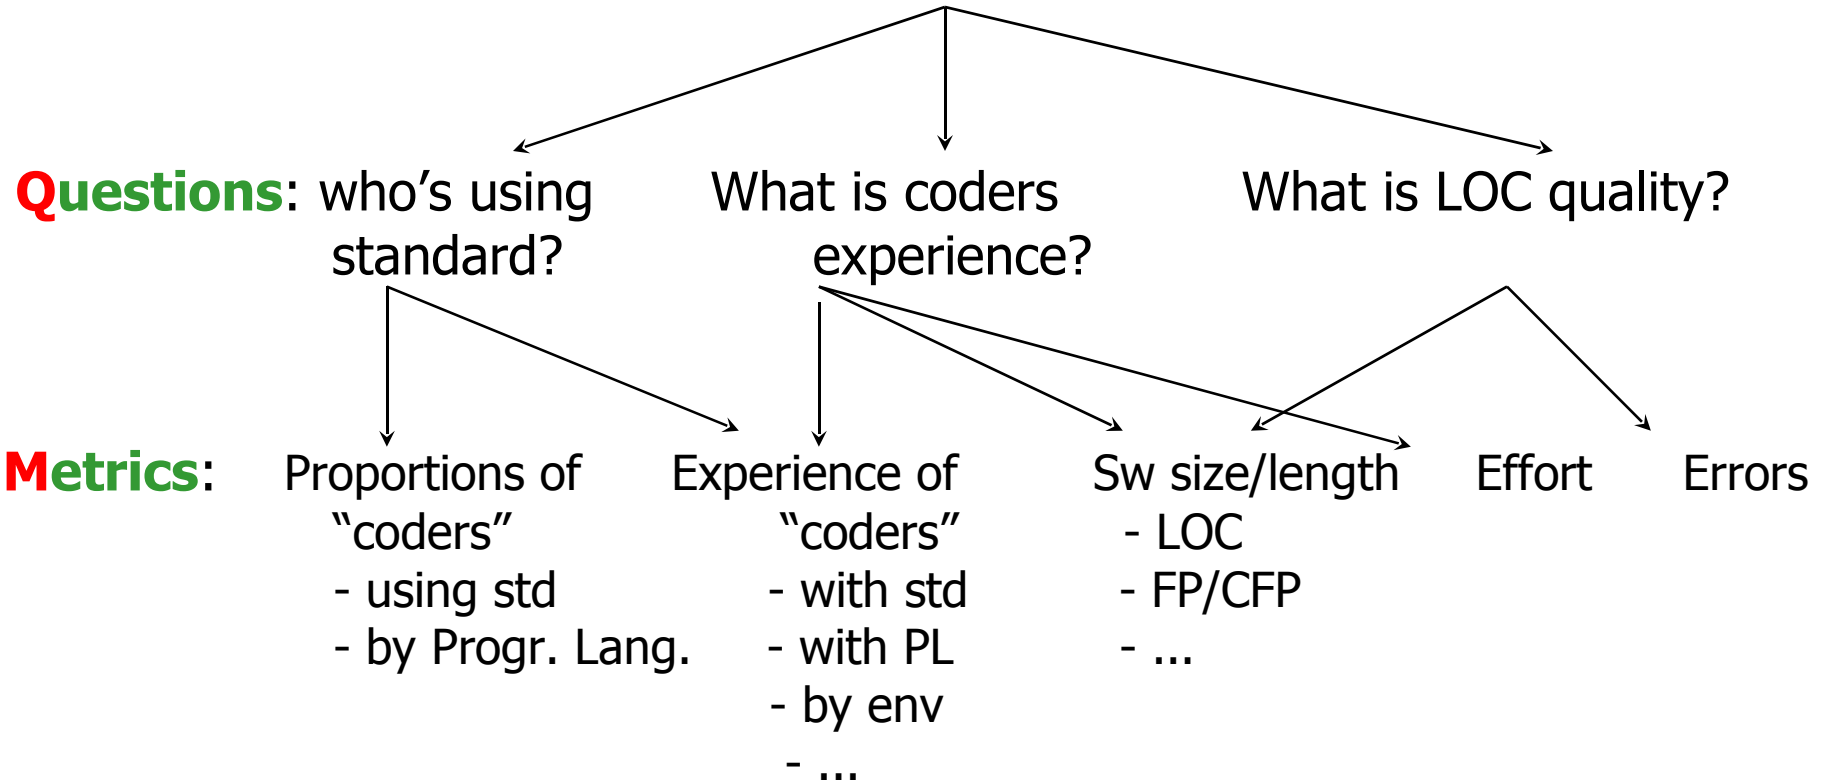 Questions: who’s using What is coders What is LOC quality?
standard? experience?
Metrics: Proportions of Experience of Sw size/length Effort Errors
“coders” “coders” - LOC
- using std - with std - FP/CFP
- by Progr. Lang. - with PL - ...
- by env
- ...